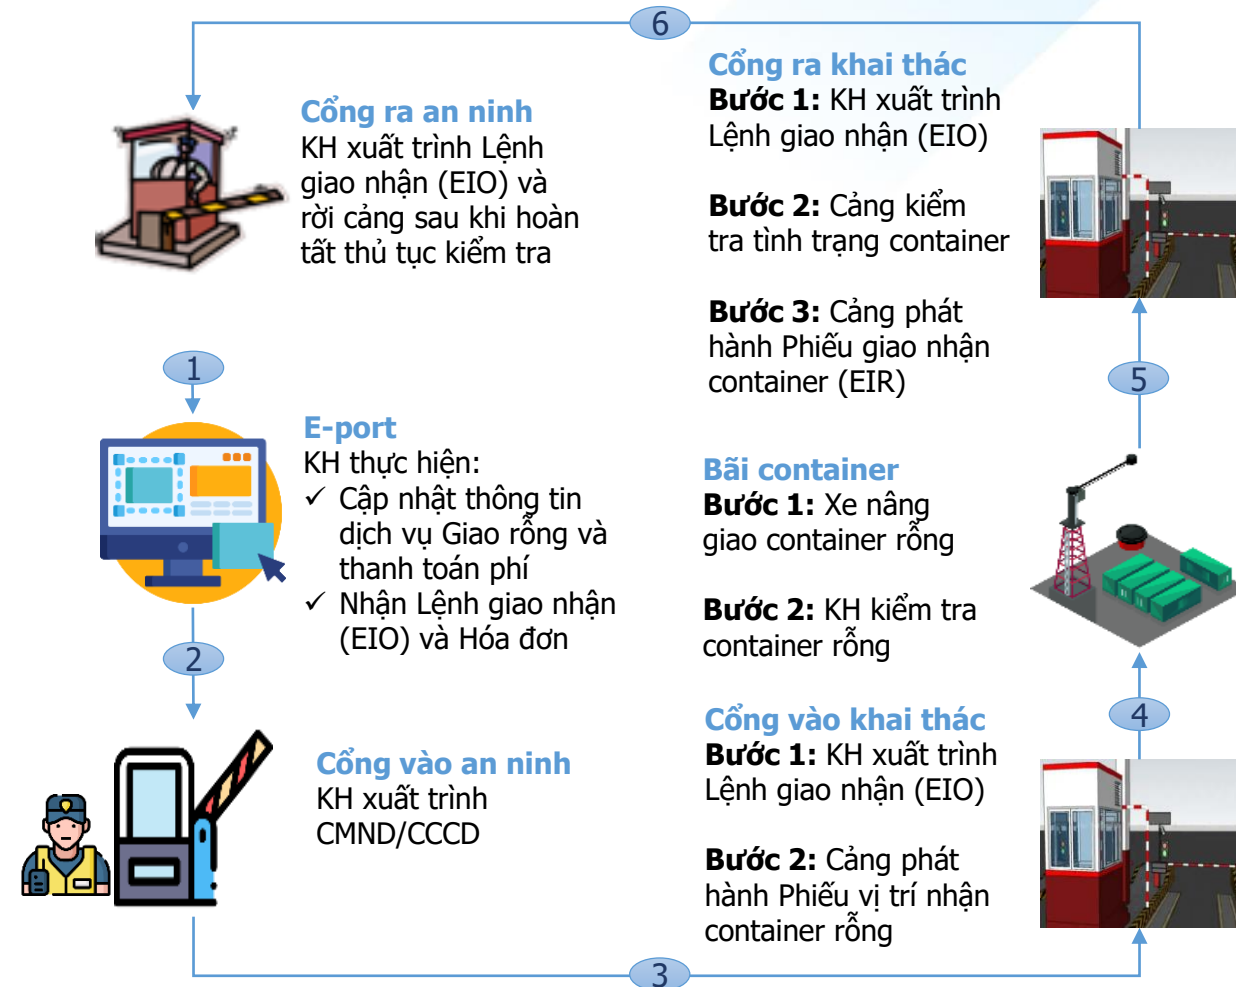 6
Cổng ra an ninh
KH xuất trình Lệnh
giao nhận (EIO) và
rời cảng sau khi hoàn
tất thủ tục kiểm tra
Cổng ra khai thác
Bước 1: KH xuất trình
Lệnh giao nhận (EIO)
Bước 2: Cảng kiểm
tra tình trạng container
Bước 3: Cảng phát
hành Phiếu giao nhận
container (EIR)
1
5
E-port
KH thực hiện:
✓ Cập nhật thông tin
dịch vụ Giao rỗng và
thanh toán phí
✓ Nhận Lệnh giao nhận
(EIO) và Hóa đơn
Bãi container
Bước 1: Xe nâng
giao container rỗng
Bước 2: KH kiểm tra
container rỗng
2
4
Cổng vào an ninh
KH xuất trình
CMND/CCCD
Cổng vào khai thác
Bước 1: KH xuất trình
Lệnh giao nhận (EIO)
Bước 2: Cảng phát
hành Phiếu vị trí nhận
container rỗng
3